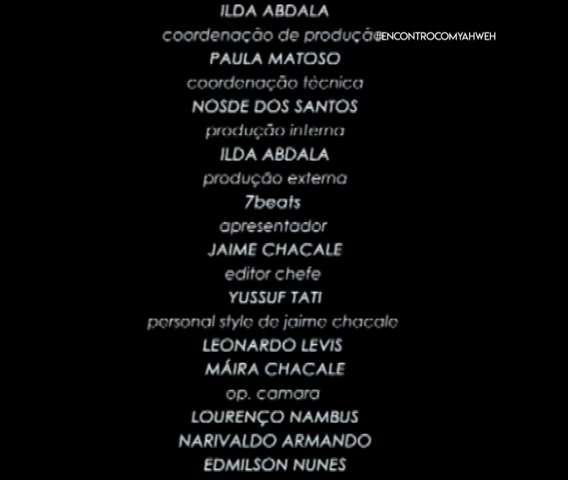 ILDA ABDALA
coordenação de produção
#ENCONTROCOMYAHWEH
PAULA MATOSO
coordenação técnica
NOSDE DOS SANTOS
produção interna
ILDA ABDALA
produção externa
7beats
apresentador
JAIME CHACALE
editor chefe
YUSSUF TATI
personal style de jaime chacale
LEONARDO LEVIS
MÁIRA CHACALE
op. camara
LOURENÇO NAMBUS
NARIVALDO ARMANDO
EDMILSON NUNES